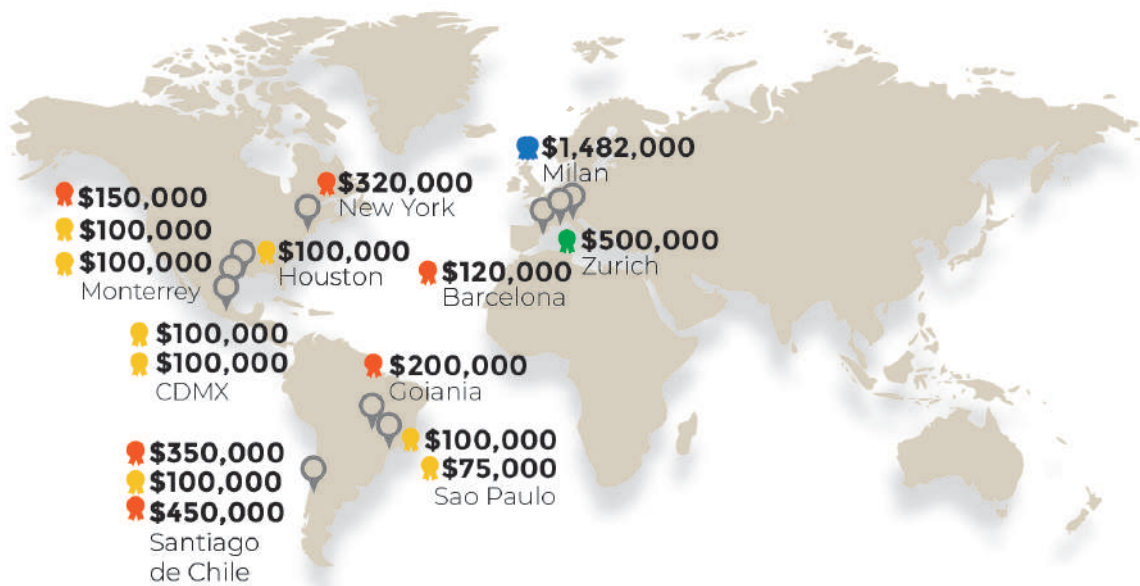 $1,482,000
Milan
$320,000
New York
$150,000
$100,000
$100,000
Monterrey
$100,000
Houston
$500,000
Zurich
$120,000
Barcelona
$100,000
$100,000
CDMX
$200,000
Goiania
$100,000
$75,000
Sao Paulo
$350,000
$100,000
$450,000
Santiago
de Chile